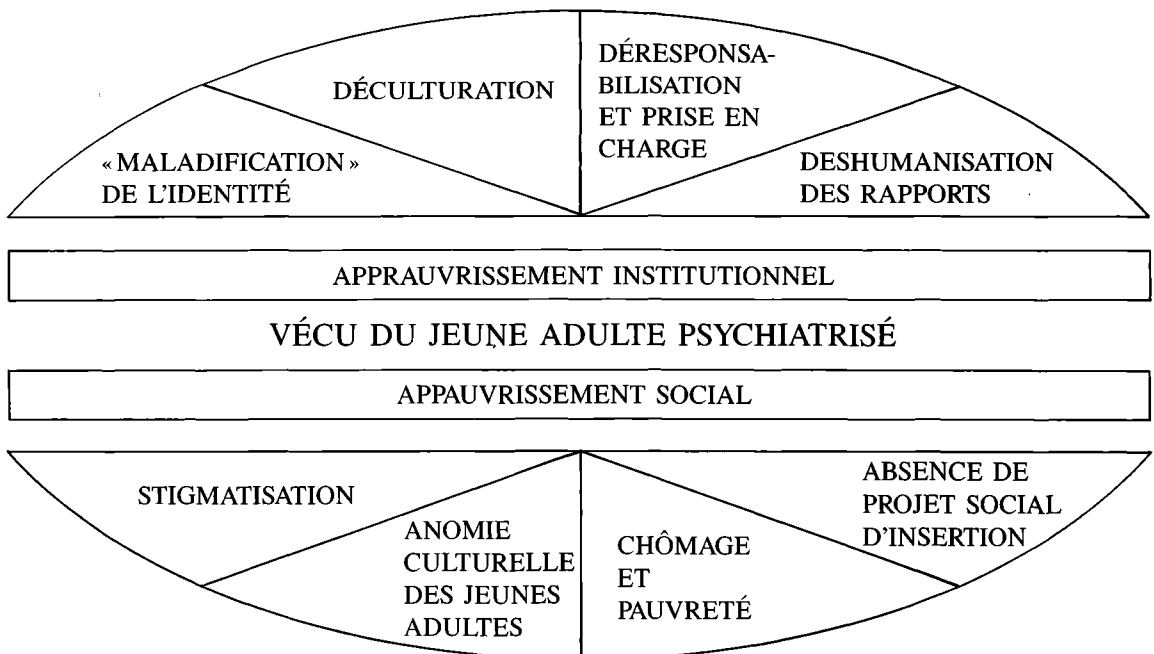 DÉCULTURATION
DÉRESPONSA-
BILISATION
ET PRISE EN
CHARGE
« MALADIFICATION »
DE L'IDENTITÉ
DESHUMANISATION
DES RAPPORTS
APPRAUVRISSEMENT INSTITUTIONNEL
VÉCU DU JEUNE ADULTE PSYCHIATRISÉ
APPAUVRISSEMENT SOCIAL
STIGMATISATION
ANOMIE
CULTURELLE
DES JEUNES
ADULTES
CHÔMAGE
ET
PAUVRETÉ
ABSENCE DE
PROJET SOCIAL
D'INSERTION